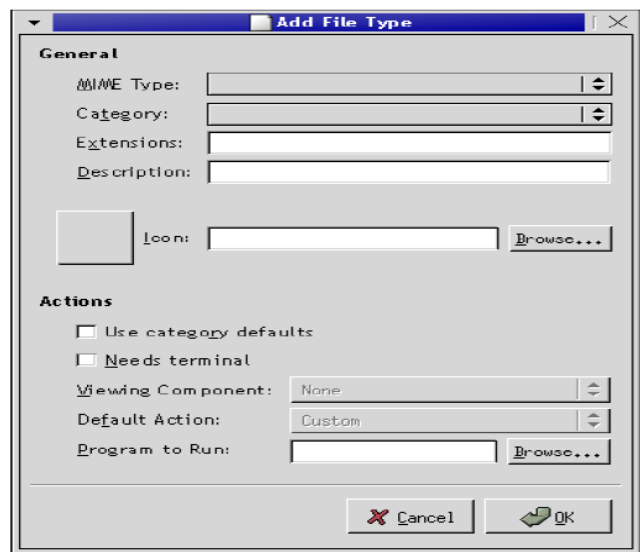 Add File Type
General
MIME Type:
Category:
Extensions:
Description:
Icon: Browse...
Actions
Use category defaults
Needs terminal
Viewing Component: None
Default Action: Custom
Program to Run: Browse...
Cancel OK